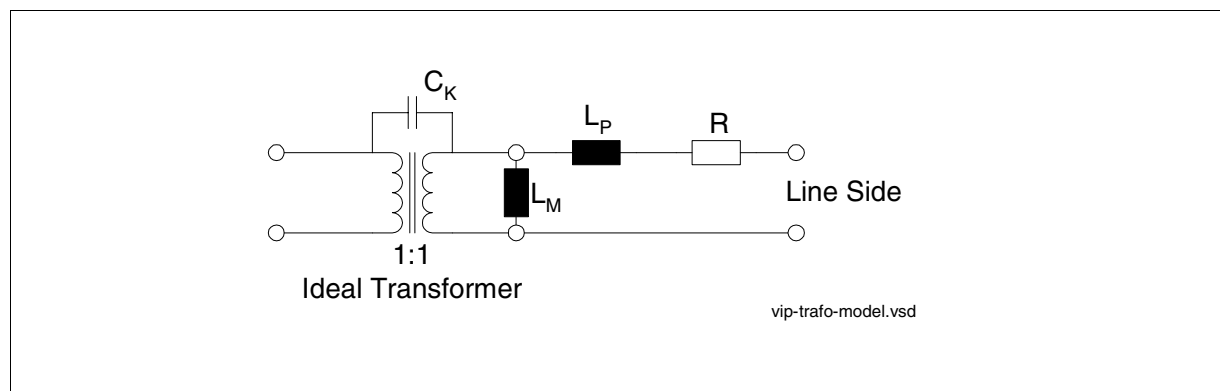 C_K
L_P
R
Line Side
L_M
1:1
Ideal Transformer
vip-trafo-model.vsd